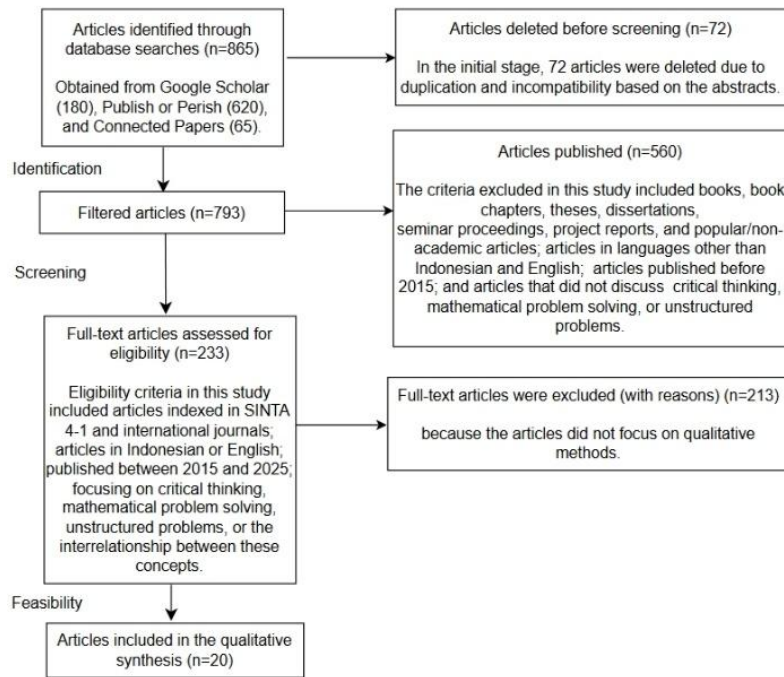 Articles identified through
database searches (n=865)
Obtained from Google Scholar
(180), Publish or Perish (620),
and Connected Papers (65).
Articles deleted before screening (n=72)
In the initial stage, 72 articles were deleted due to
duplication and incompatibility based on the abstracts.
Identification
Filtered articles (n=793)
Articles published (n=560)
The criteria excluded in this study included books, book
chapters, theses, dissertations,
seminar proceedings, project reports, and popular/non-
academic articles; articles in languages other than
Indonesian and English; articles published before
2015; and articles that did not discuss critical thinking,
mathematical problem solving, or unstructured
problems.
Screening
Full-text articles assessed for
eligibility (n=233)
Eligibility criteria in this study
included articles indexed in SINTA
4-1 and international journals;
articles in Indonesian or English;
published between 2015 and 2025;
focusing on critical thinking,
mathematical problem solving,
unstructured problems, or the
interrelationship between these
concepts.
Full-text articles were excluded (with reasons) (n=213)
because the articles did not focus on qualitative
methods.
Feasibility
Articles included in the qualitative
synthesis (n=20)